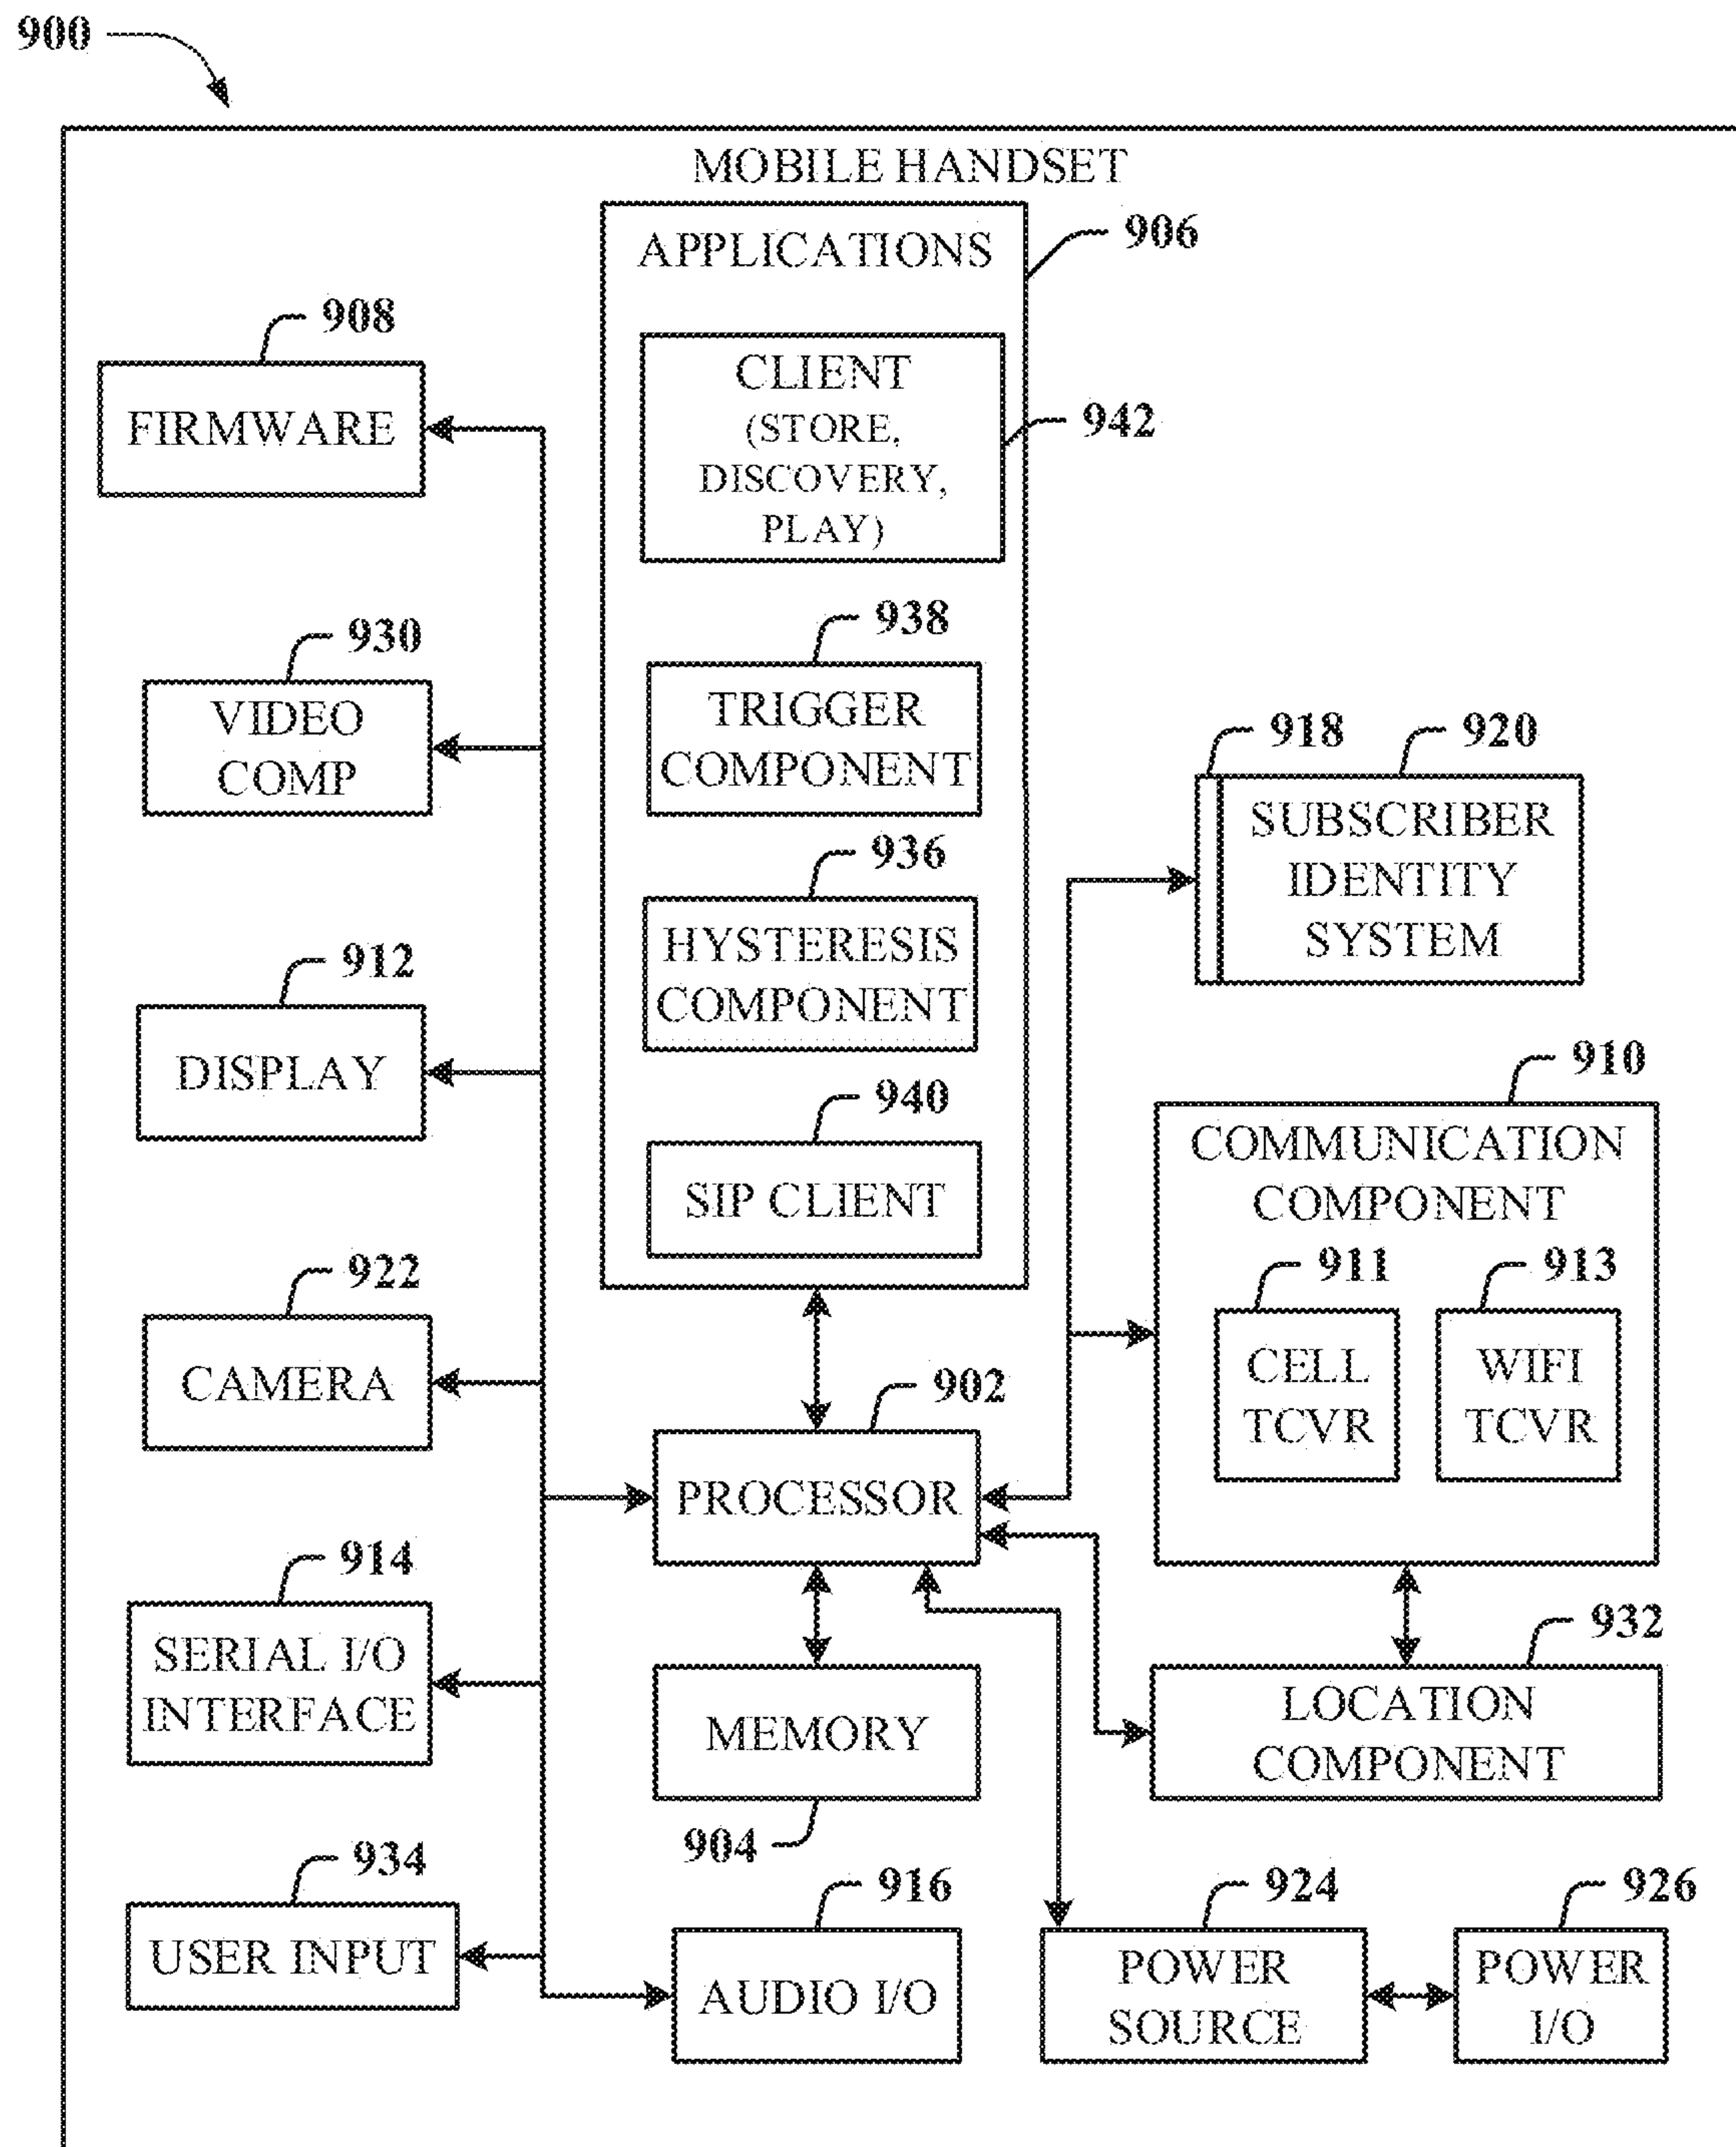 900
MOBILE HANDSET
APPLICATIONS
906
908
FIRMWARE
CLIENT
(STORE,
DISCOVERY,
PLAY)
942
930
VIDEO
COMP
938
TRIGGER
COMPONENT
918
920
SUBSCRIBER
IDENTITY
SYSTEM
936
HYSTERESIS
COMPONENT
912
DISPLAY
940
SIP CLIENT
910
COMMUNICATION
COMPONENT
911
CELL
TCVR
913
WIFI
TCVR
922
CAMERA
902
PROCESSOR
914
SERIAL I/O
INTERFACE
MEMORY
904
932
LOCATION
COMPONENT
934
USER INPUT
916
AUDIO I/O
924
POWER
SOURCE
926
POWER
I/O